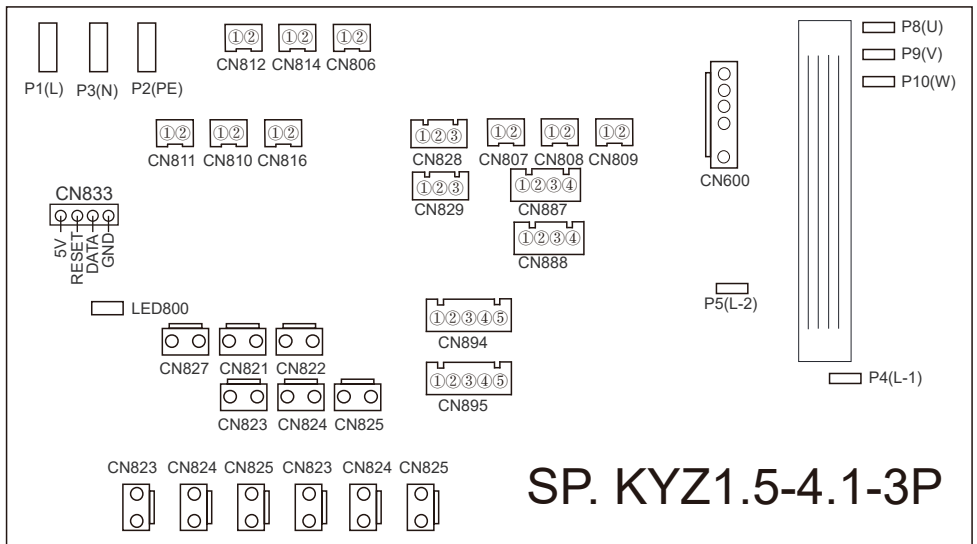 ①② ①② ①②
P8(U)
P9(V)
P10(W)
CN812 CN814 CN806
P1(L) P3(N) P2(PE)
①② ①② ①② ①②③ ①② ①② ①②
CN811 CN810 CN816 CN828 CN807 CN808 CN809
CN600
①②③ ①②③④
CN829 CN887
CN833
5V
RESET
DATA
GND
①②③④
CN888
P5(L-2)
LED800
①②③④⑤
CN894
CN827 CN821 CN822
①②③④⑤
P4(L-1)
CN895
CN823 CN824 CN825
CN823 CN824 CN825 CN823 CN824 CN825
SP. KYZ1.5-4.1-3P